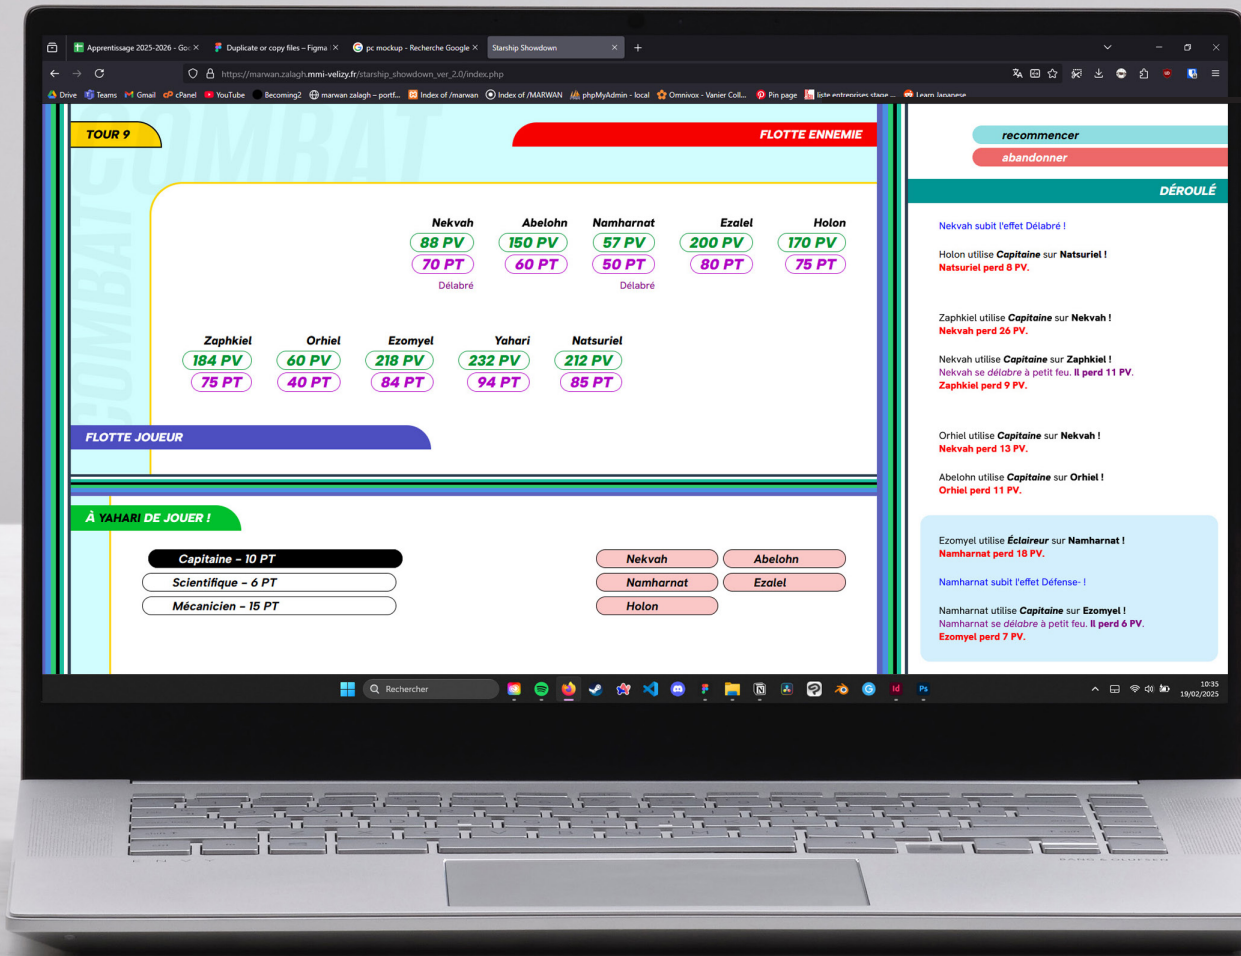 Apprentissage 2025-2026 - Goo
Duplicate or copy files – Figma
pc mockup - Recherche Google
Starship Showdown
https://marwan.zalagh.mmi-velizy.fr/starship_showdown_ver_2.0/index.php
Drive
Teams
Gmail
cPanel
YouTube
Becoming2
marwan zalagh – portf...
Index of /marwan
Index of /MARWAN
phpMyAdmin - local
Omnivox - Vanier Coll...
Pin page
liste entreprises stage ...
Learn Japanese
COMBAT
COMBAT
COMBAT
TOUR 9
FLOTTE ENNEMIE
Nekvah
88 PV
70 PT
Délabré
Abelohn
150 PV
60 PT
Namharnat
57 PV
50 PT
Délabré
Ezalel
200 PV
80 PT
Holon
170 PV
75 PT
Zaphkiel
184 PV
75 PT
Orhiel
60 PV
40 PT
Ezomyel
218 PV
84 PT
Yahari
232 PV
94 PT
Natsuriel
212 PV
85 PT
FLOTTE JOUEUR
À YAHARI DE JOUER !
Capitaine – 10 PT
Scientifique – 6 PT
Mécanicien – 15 PT
Nekvah
Abelohn
Namharnat
Ezalel
Holon
recommencer
abandonner
DÉROULÉ
Nekvah subit l'effet Délabré !
Holon utilise Capitaine sur Natsuriel !
Natsuriel perd 8 PV.
Zaphkiel utilise Capitaine sur Nekvah !
Nekvah perd 26 PV.
Nekvah utilise Capitaine sur Zaphkiel !
Nekvah se délabre à petit feu. Il perd 11 PV.
Zaphkiel perd 9 PV.
Orhiel utilise Capitaine sur Nekvah !
Nekvah perd 13 PV.
Abelohn utilise Capitaine sur Orhiel !
Orhiel perd 11 PV.
Ezomyel utilise Éclaireur sur Namharnat !
Namharnat perd 18 PV.
Namharnat subit l'effet Défense- !
Namharnat utilise Capitaine sur Ezomyel !
Namharnat se délabre à petit feu. Il perd 6 PV.
Ezomyel perd 7 PV.
Rechercher
10:35
19/02/2025
BANG & OLUFSEN